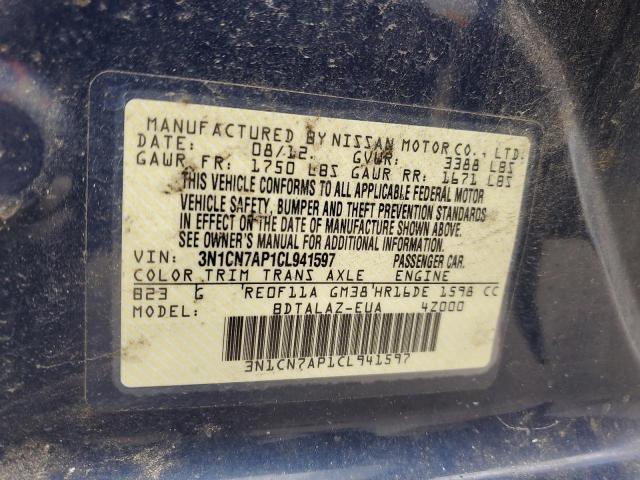 MANUFACTURED BY NISSAN MOTOR CO., LTD.
DATE: 08/12 GVWR: 3388 LBS
GAWR FR: 1750 LBS GAWR RR: 1671 LBS
THIS VEHICLE CONFORMS TO ALL APPLICABLE FEDERAL MOTOR
VEHICLE SAFETY, BUMPER AND THEFT PREVENTION STANDARDS
IN EFFECT ON THE DATE OF MANUFACTURE SHOWN ABOVE.
SEE OWNER'S MANUAL FOR ADDITIONAL INFORMATION.
VIN: 3N1CN7AP1CL941597 PASSENGER CAR.
COLOR TRIM TRANS AXLE ENGINE
B23 G RE0F11A GM38 HR16DE 1598 CC
MODEL: BDTALAZ-EUA 4Z000
3N1CN7AP1CL941597